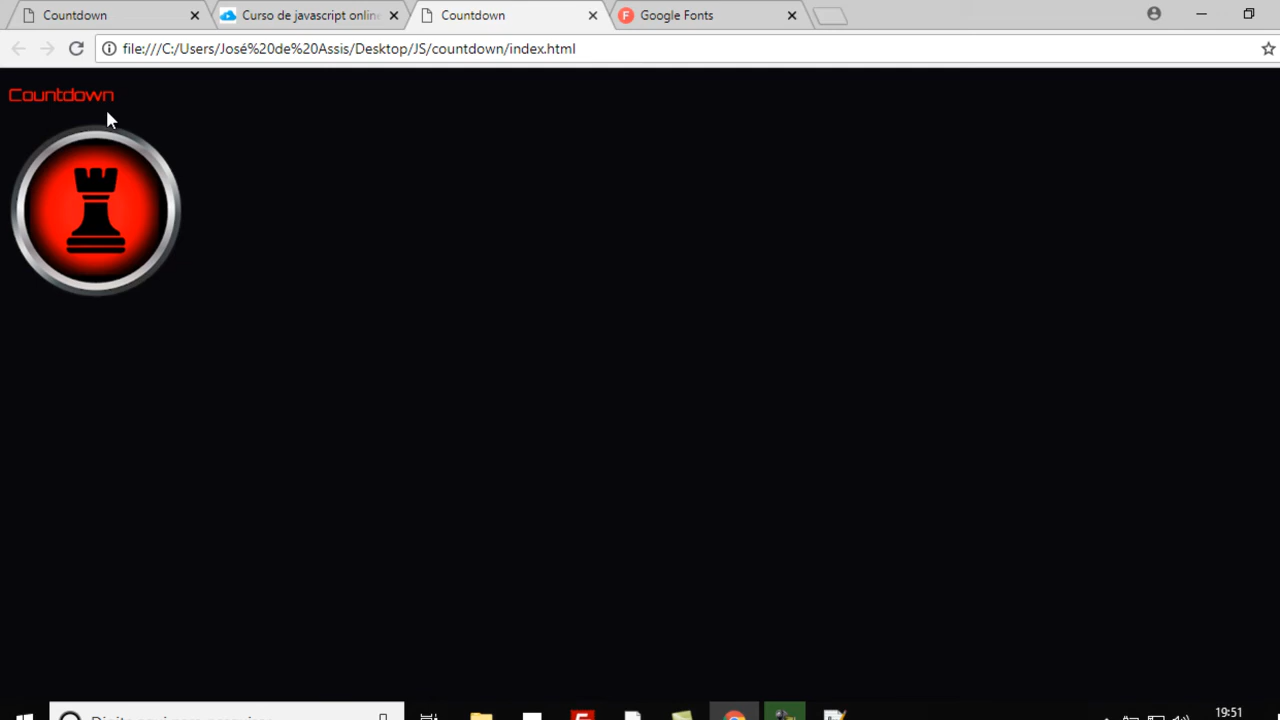 Countdown
Curso de javascript online
Countdown
F
Google Fonts
file:///C:/Users/José%20de%20Assis/Desktop/JS/countdown/index.html
Countdown
19:51